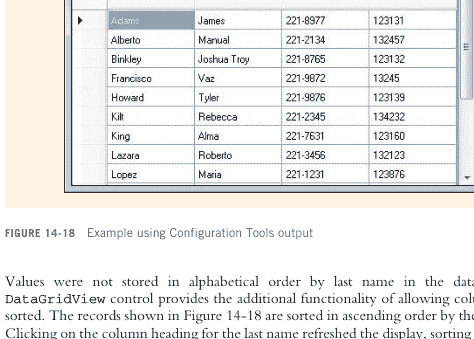 Adams James 221-8977 123131
Alberto Manual 221-2134 132457
Binkley Joshua Troy 221-8765 123132
Francisco Vaz 221-9872 13245
Howard Tyler 221-9876 123139
Kilt Rebecca 221-2345 134232
King Alma 221-7631 123160
Lazara Roberto 221-3456 132123
Lopez Maria 221-1231 123876
FIGURE 14-18 Example using Configuration Tools output
Values were not stored in alphabetical order by last name in the data
DataGridView control provides the additional functionality of allowing colu
sorted. The records shown in Figure 14-18 are sorted in ascending order by the
Clicking on the column heading for the last name refreshed the display, sorting